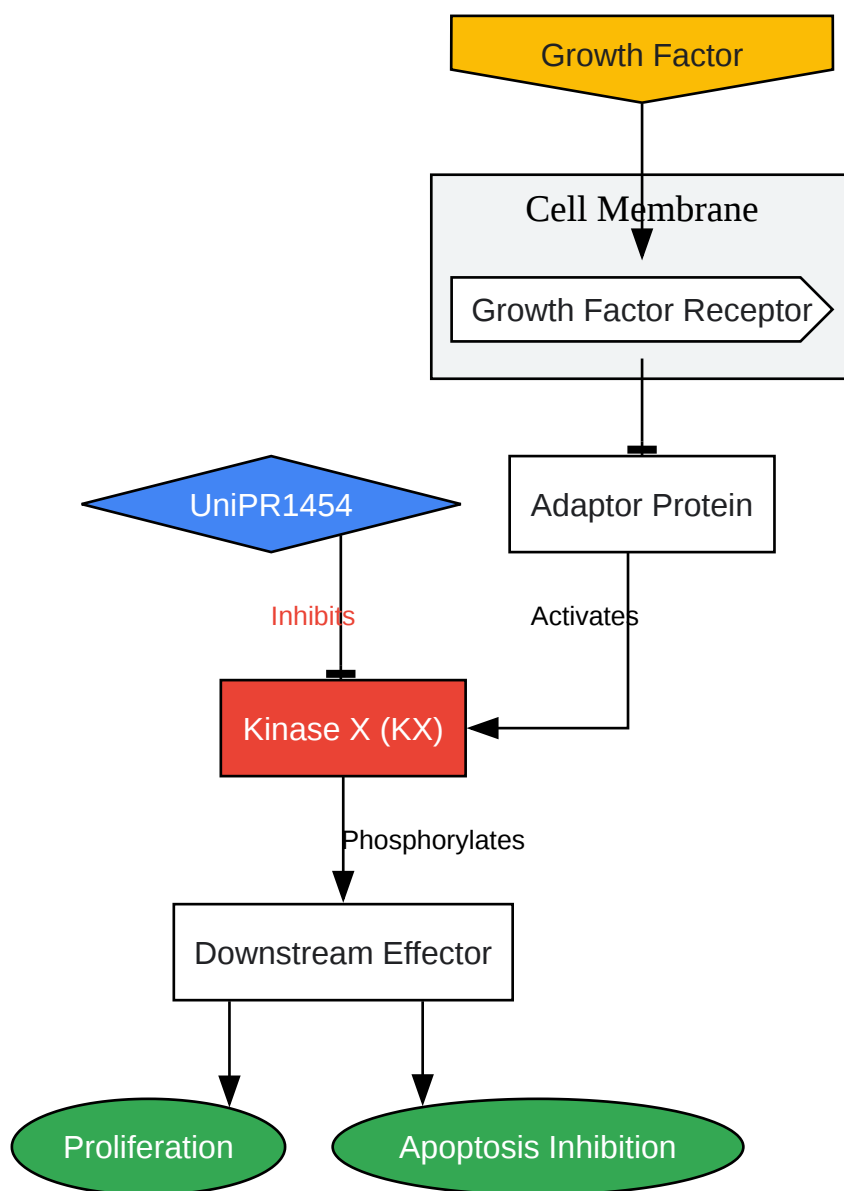 Growth Factor
Cell Membrane
Growth Factor Receptor
UniPR1454
Adaptor Protein
Inhibits
Activates
Kinase X (KX)
Phosphorylates
Downstream Effector
Proliferation
Apoptosis Inhibition